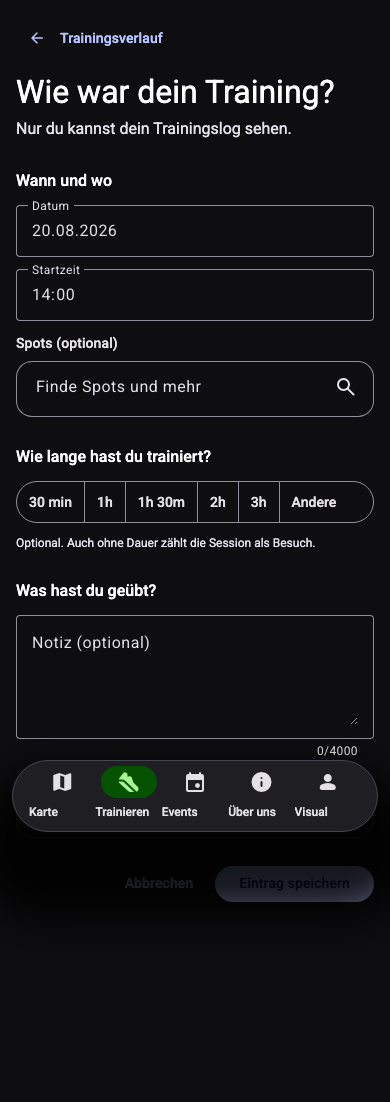 Trainingsverlauf
Wie war dein Training?
Nur du kannst dein Trainingslog sehen.
Wann und wo
Datum
20.08.2026
Startzeit
14:00
Spots (optional)
Finde Spots und mehr
Wie lange hast du trainiert?
30 min 1h 1h 30m 2h 3h Andere
Optional. Auch ohne Dauer zählt die Session als Besuch.
Was hast du geübt?
Notiz (optional)
0/4000
Karte Trainieren Events Über uns Visual
Abbrechen Eintrag speichern